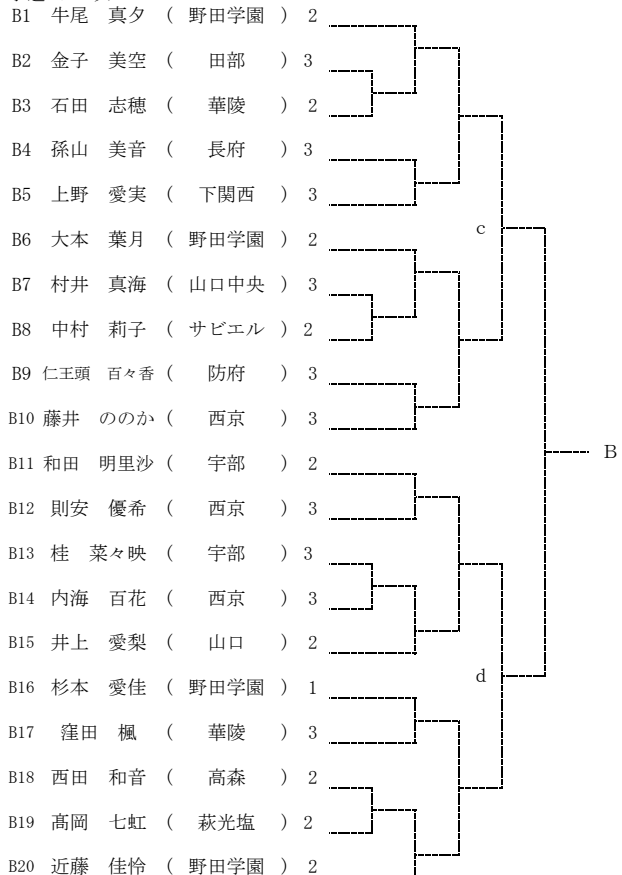 B1 牛尾 真夕 ( 野田学園 ) 2
B2 金子 美空 ( 田部 ) 3
B3 石田 志穂 ( 華陵 ) 2
B4 孫山 美音 ( 長府 ) 3
B5 上野 愛実 ( 下関西 ) 3
c
B6 大本 葉月 ( 野田学園 ) 2
B7 村井 真海 ( 山口中央 ) 3
B8 中村 莉子 ( サビエル ) 2
B9 仁王頭 百々香 ( 防府 ) 3
B10 藤井 ののか ( 西京 ) 3
B
B11 和田 明里沙 ( 宇部 ) 2
B12 則安 優希 ( 西京 ) 3
B13 桂 菜々映 ( 宇部 ) 3
B14 内海 百花 ( 西京 ) 3
B15 井上 愛梨 ( 山口 ) 2
d
B16 杉本 愛佳 ( 野田学園 ) 1
B17 窪田 楓 ( 華陵 ) 3
B18 西田 和音 ( 高森 ) 2
B19 髙岡 七虹 ( 萩光塩 ) 2
B20 近藤 佳怜 ( 野田学園 ) 2